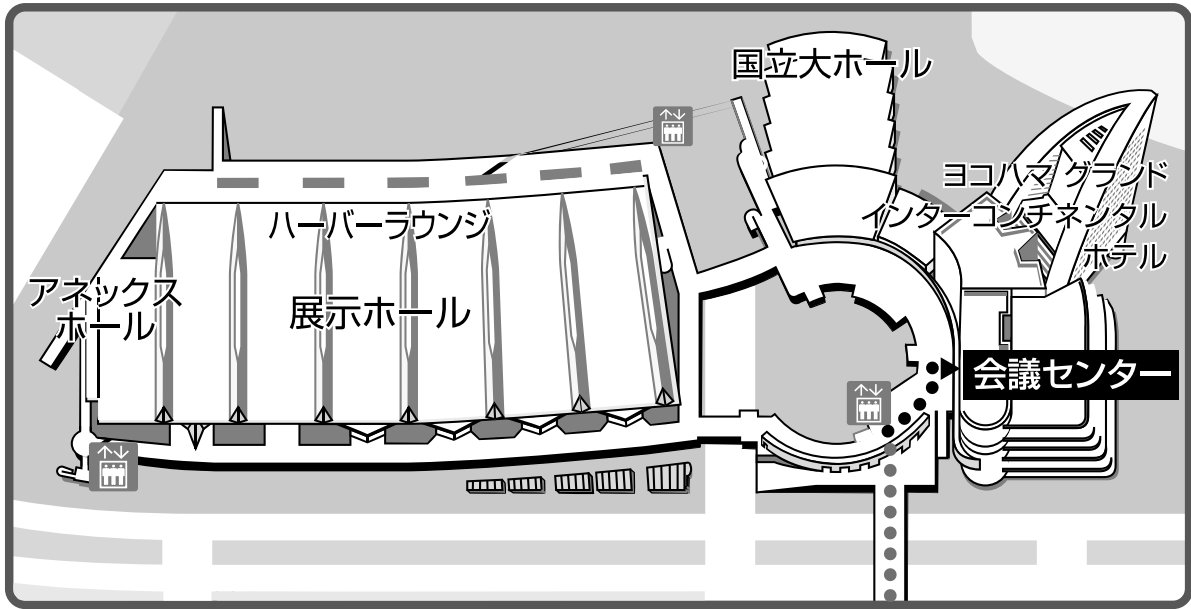 国立大ホール
ヨコハマ グランド
インターコンチネンタル
ホテル
ハーバーラウンジ
アネックス
ホール
展示ホール
会議センター